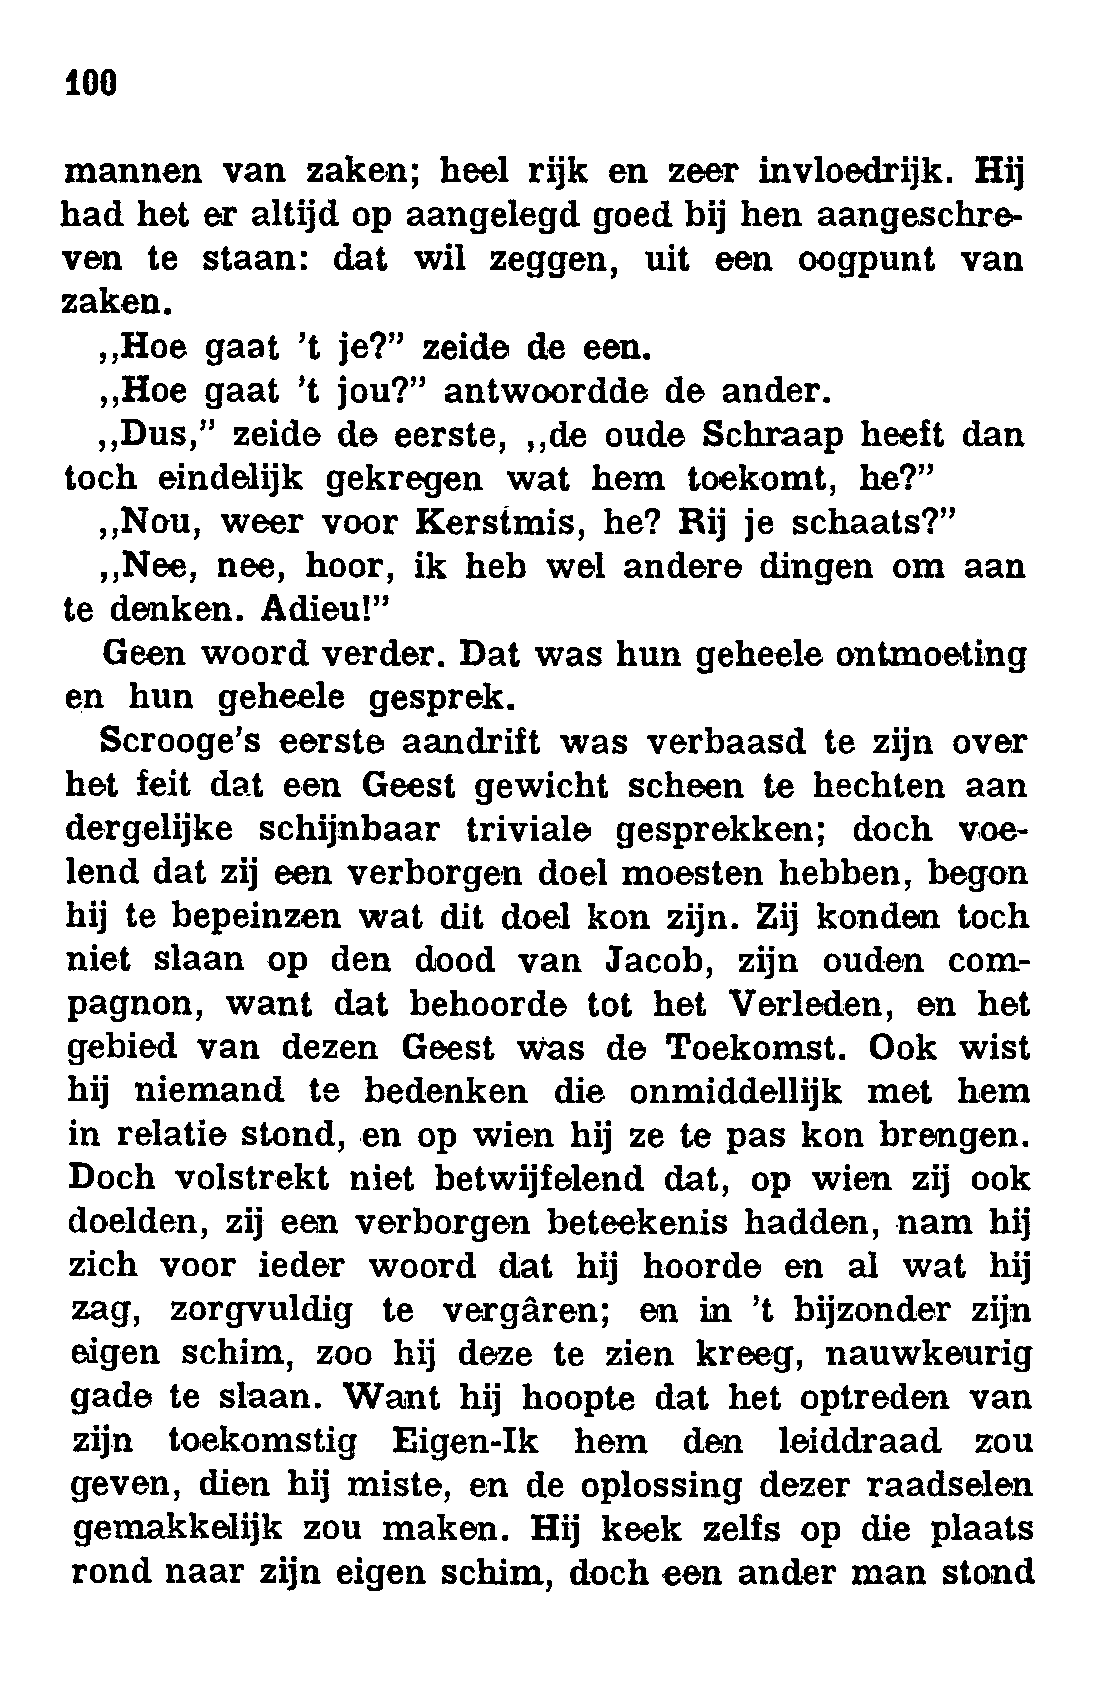 100
mannen van zaken; heel rijk en zeer invloedrijk. Hij
had het er altijd op aangelegd goed bij hen aangeschre-
ven te staan: dat wil zeggen, uit een oogpunt van
zaken.
,,Hoe gaat 't je?” zeide de een.
,,Hoe gaat 't jou?” antwoordde de ander.
,,Dus,” zeide de eerste, ,,de oude Schraap heeft dan
toch eindelijk gekregen wat hem toekomt, he?”
,,Nou, weer voor Kerstmis, he? Rij je schaats?”
,,Nee, nee, hoor, ik heb wel andere dingen om aan
te denken. Adieu!”
Geen woord verder. Dat was hun geheele ontmoeting
en hun geheele gesprek.
Scrooge's eerste aandrift was verbaasd te zijn over
het feit dat een Geest gewicht scheen te hechten aan
dergelijke schijnbaar triviale gesprekken; doch voe-
lend dat zij een verborgen doel moesten hebben, begon
hij te bepeinzen wat dit doel kon zijn. Zij konden toch
niet slaan op den dood van Jacob, zijn ouden com-
pagnon, want dat behoorde tot het Verleden, en het
gebied van dezen Geest was de Toekomst. Ook wist
hij niemand te bedenken die onmiddellijk met hem
in relatie stond, en op wien hij ze te pas kon brengen.
Doch volstrekt niet betwijfelend dat, op wien zij ook
doelden, zij een verborgen beteekenis hadden, nam hij
zich voor ieder woord dat hij hoorde en al wat hij
zag, zorgvuldig te vergâren; en in 't bijzonder zijn
eigen schim, zoo hij deze te zien kreeg, nauwkeurig
gade te slaan. Want hij hoopte dat het optreden van
zijn toekomstig Eigen-Ik hem den leiddraad zou
geven, dien hij miste, en de oplossing dezer raadselen
gemakkelijk zou maken. Hij keek zelfs op die plaats
rond naar zijn eigen schim, doch een ander man stond